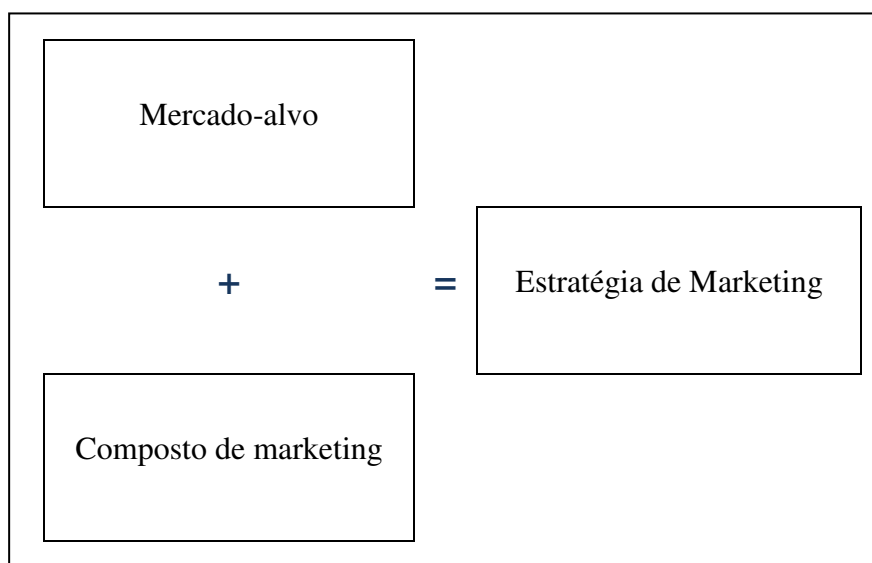 Mercado-alvo
+
=
Estratégia de Marketing
Composto de marketing